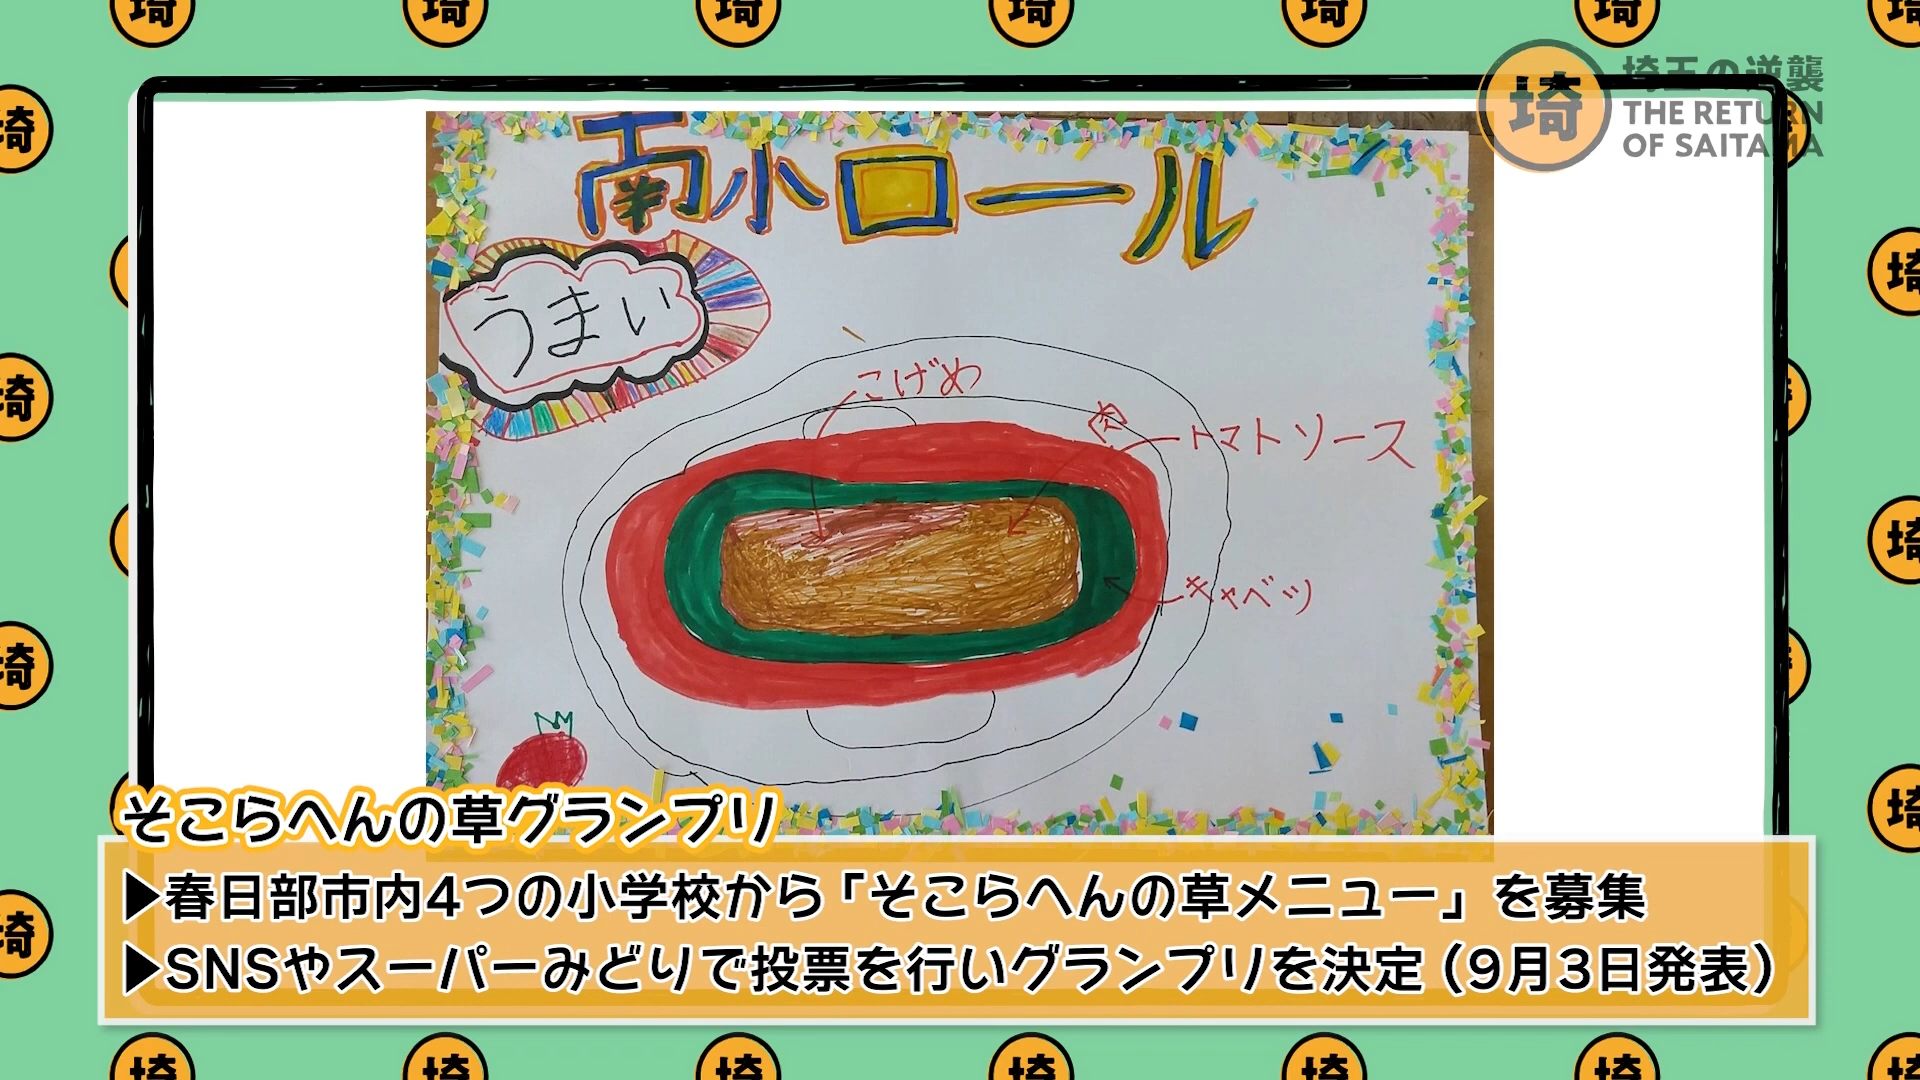 埼玉の逆襲
THE RETURN
OF SAITAMA
埼
南小ロール
うまい
こげめ
肉
トマトソース
キャベツ
そこらへんの草グランプリ
▶春日部市内4つの小学校から「そこらへんの草メニュー」を募集
▶SNSやスーパーみどりで投票を行いグランプリを決定(9月3日発表)